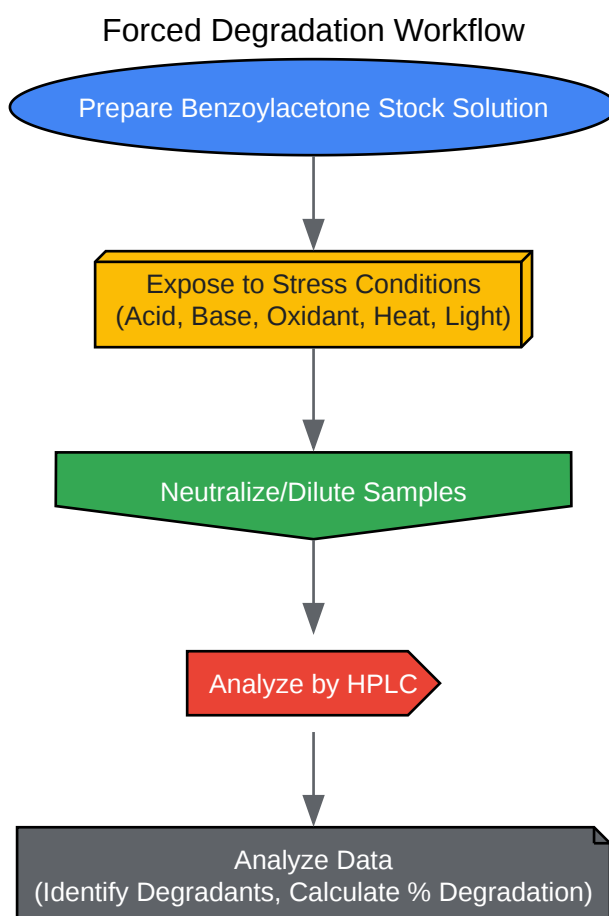 Forced Degradation Workflow
Prepare Benzoylacetone Stock Solution
Expose to Stress Conditions
(Acid, Base, Oxidant, Heat, Light)
Neutralize/Dilute Samples
Analyze by HPLC
Analyze Data
(Identify Degradants, Calculate % Degradation)